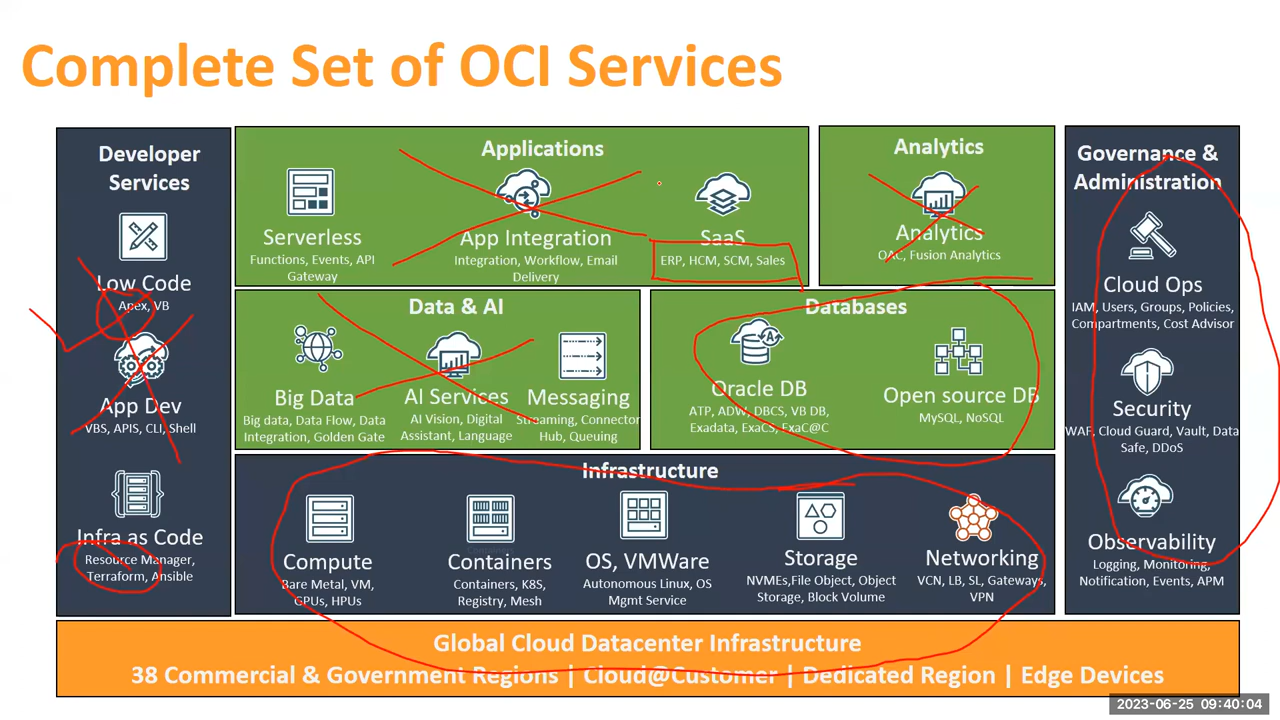 Complete Set of OCI Services
Developer
Services
Low Code
Apex, VB
App Dev
VBS, APIS, CLI, Shell
Infra as Code
Resource Manager,
Terraform, Ansible
Applications
Serverless
Functions, Events, API
Gateway
App Integration
Integration, Workflow, Email
Delivery
SaaS
ERP, HCM, SCM, Sales
Analytics
Analytics
OAC, Fusion Analytics
Data & AI
Big Data
Big data, Data Flow, Data
Integration, Golden Gate
AI Services
AI Vision, Digital
Assistant, Language
Messaging
Streaming, Connector
Hub, Queuing
Databases
Oracle DB
ATP, ADW, DBCS, VB DB,
Exadata, ExaCS, ExaC@C
Open source DB
MySQL, NoSQL
Infrastructure
Compute
Bare Metal, VM,
GPUs, HPUs
Containers
Containers, K8S,
Registry, Mesh
OS, VMWare
Autonomous Linux, OS
Mgmt Service
Storage
NVMEs,File Object, Object
Storage, Block Volume
Networking
VCN, LB, SL, Gateways,
VPN
Governance &
Administration
Cloud Ops
IAM, Users, Groups, Policies,
Compartments, Cost Advisor
Security
WAF, Cloud Guard, Vault, Data
Safe, DDoS
Observability
Logging, Monitoring,
Notification, Events, APM
Global Cloud Datacenter Infrastructure
38 Commercial & Government Regions | Cloud@Customer | Dedicated Region | Edge Devices
2023-06-25 09:40:04